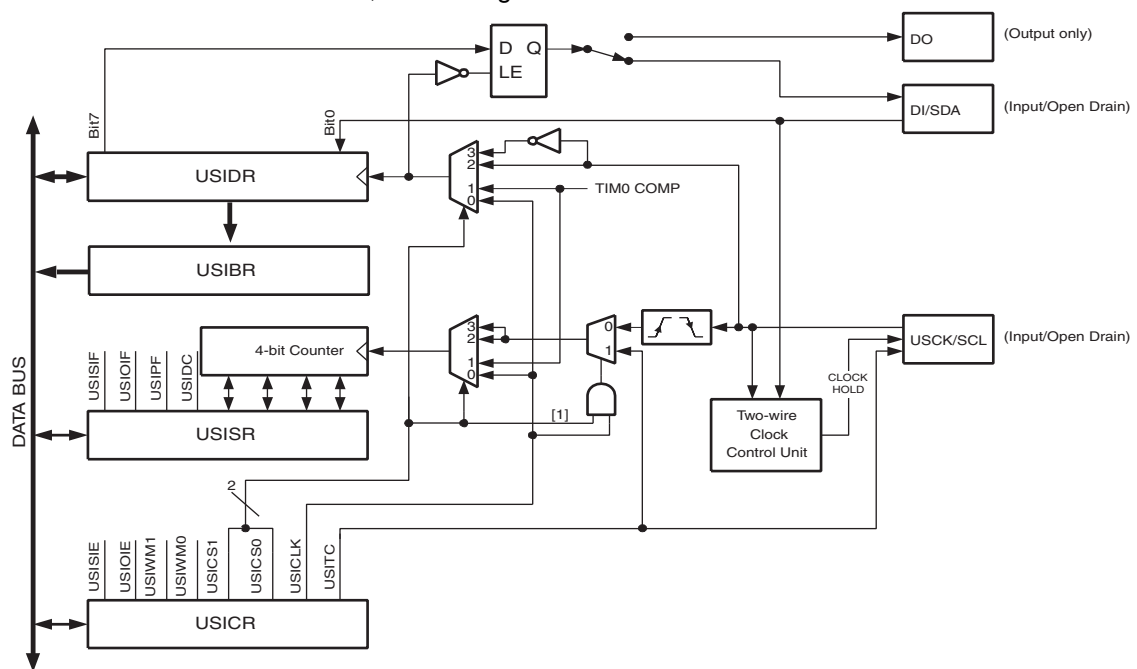 DO
(Output only)
D Q
LE
DI/SDA
(Input/Open Drain)
Bit7
Bit0
3
2
1
0
TIM0 COMP
USIDR
USIBR
DATA BUS
4-bit Counter
3
2
1
0
0
1
USCK/SCL
(Input/Open Drain)
CLOCK
HOLD
USISIF
USIOIF
USIPF
USIDC
[1]
Two-wire
Clock
Control Unit
USISR
2
USISIE
USIOIE
USIWM1
USIWM0
USICS1
USICS0
USICLK
USITC
USICR